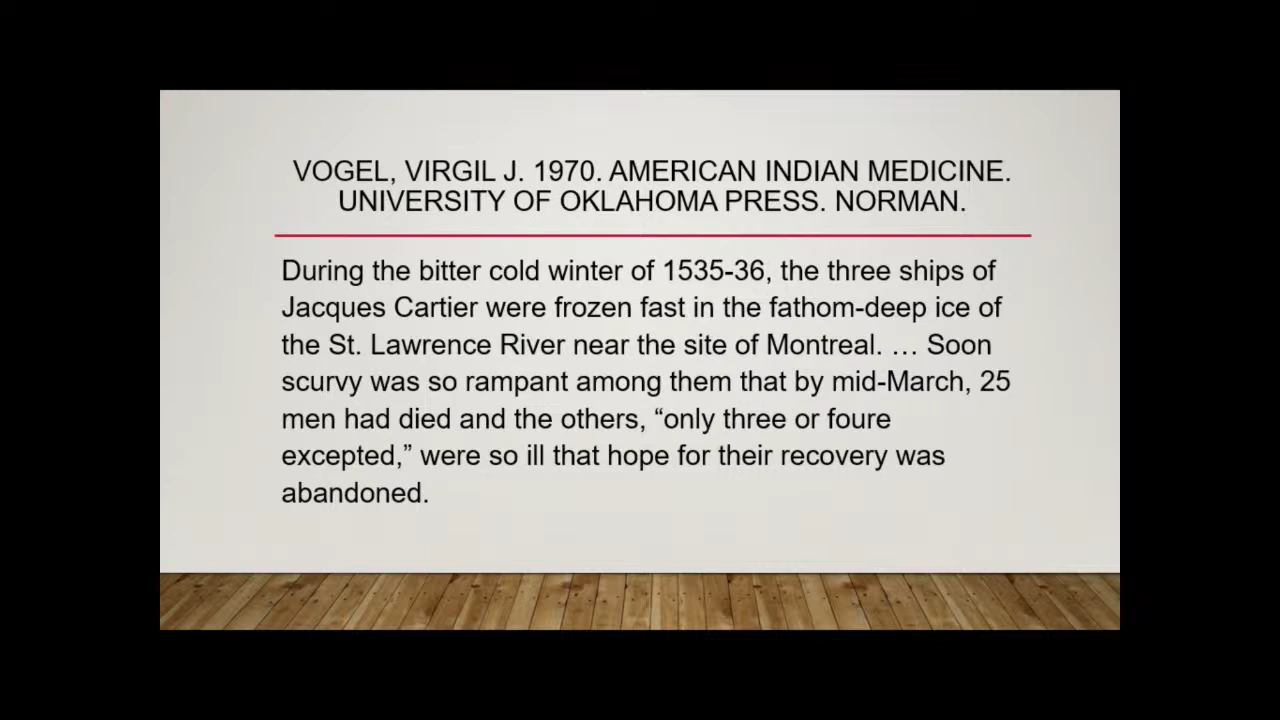 VOGEL, VIRGIL J. 1970. AMERICAN INDIAN MEDICINE.
UNIVERSITY OF OKLAHOMA PRESS. NORMAN.
During the bitter cold winter of 1535-36, the three ships of
Jacques Cartier were frozen fast in the fathom-deep ice of
the St. Lawrence River near the site of Montreal. … Soon
scurvy was so rampant among them that by mid-March, 25
men had died and the others, “only three or foure
excepted,” were so ill that hope for their recovery was
abandoned.